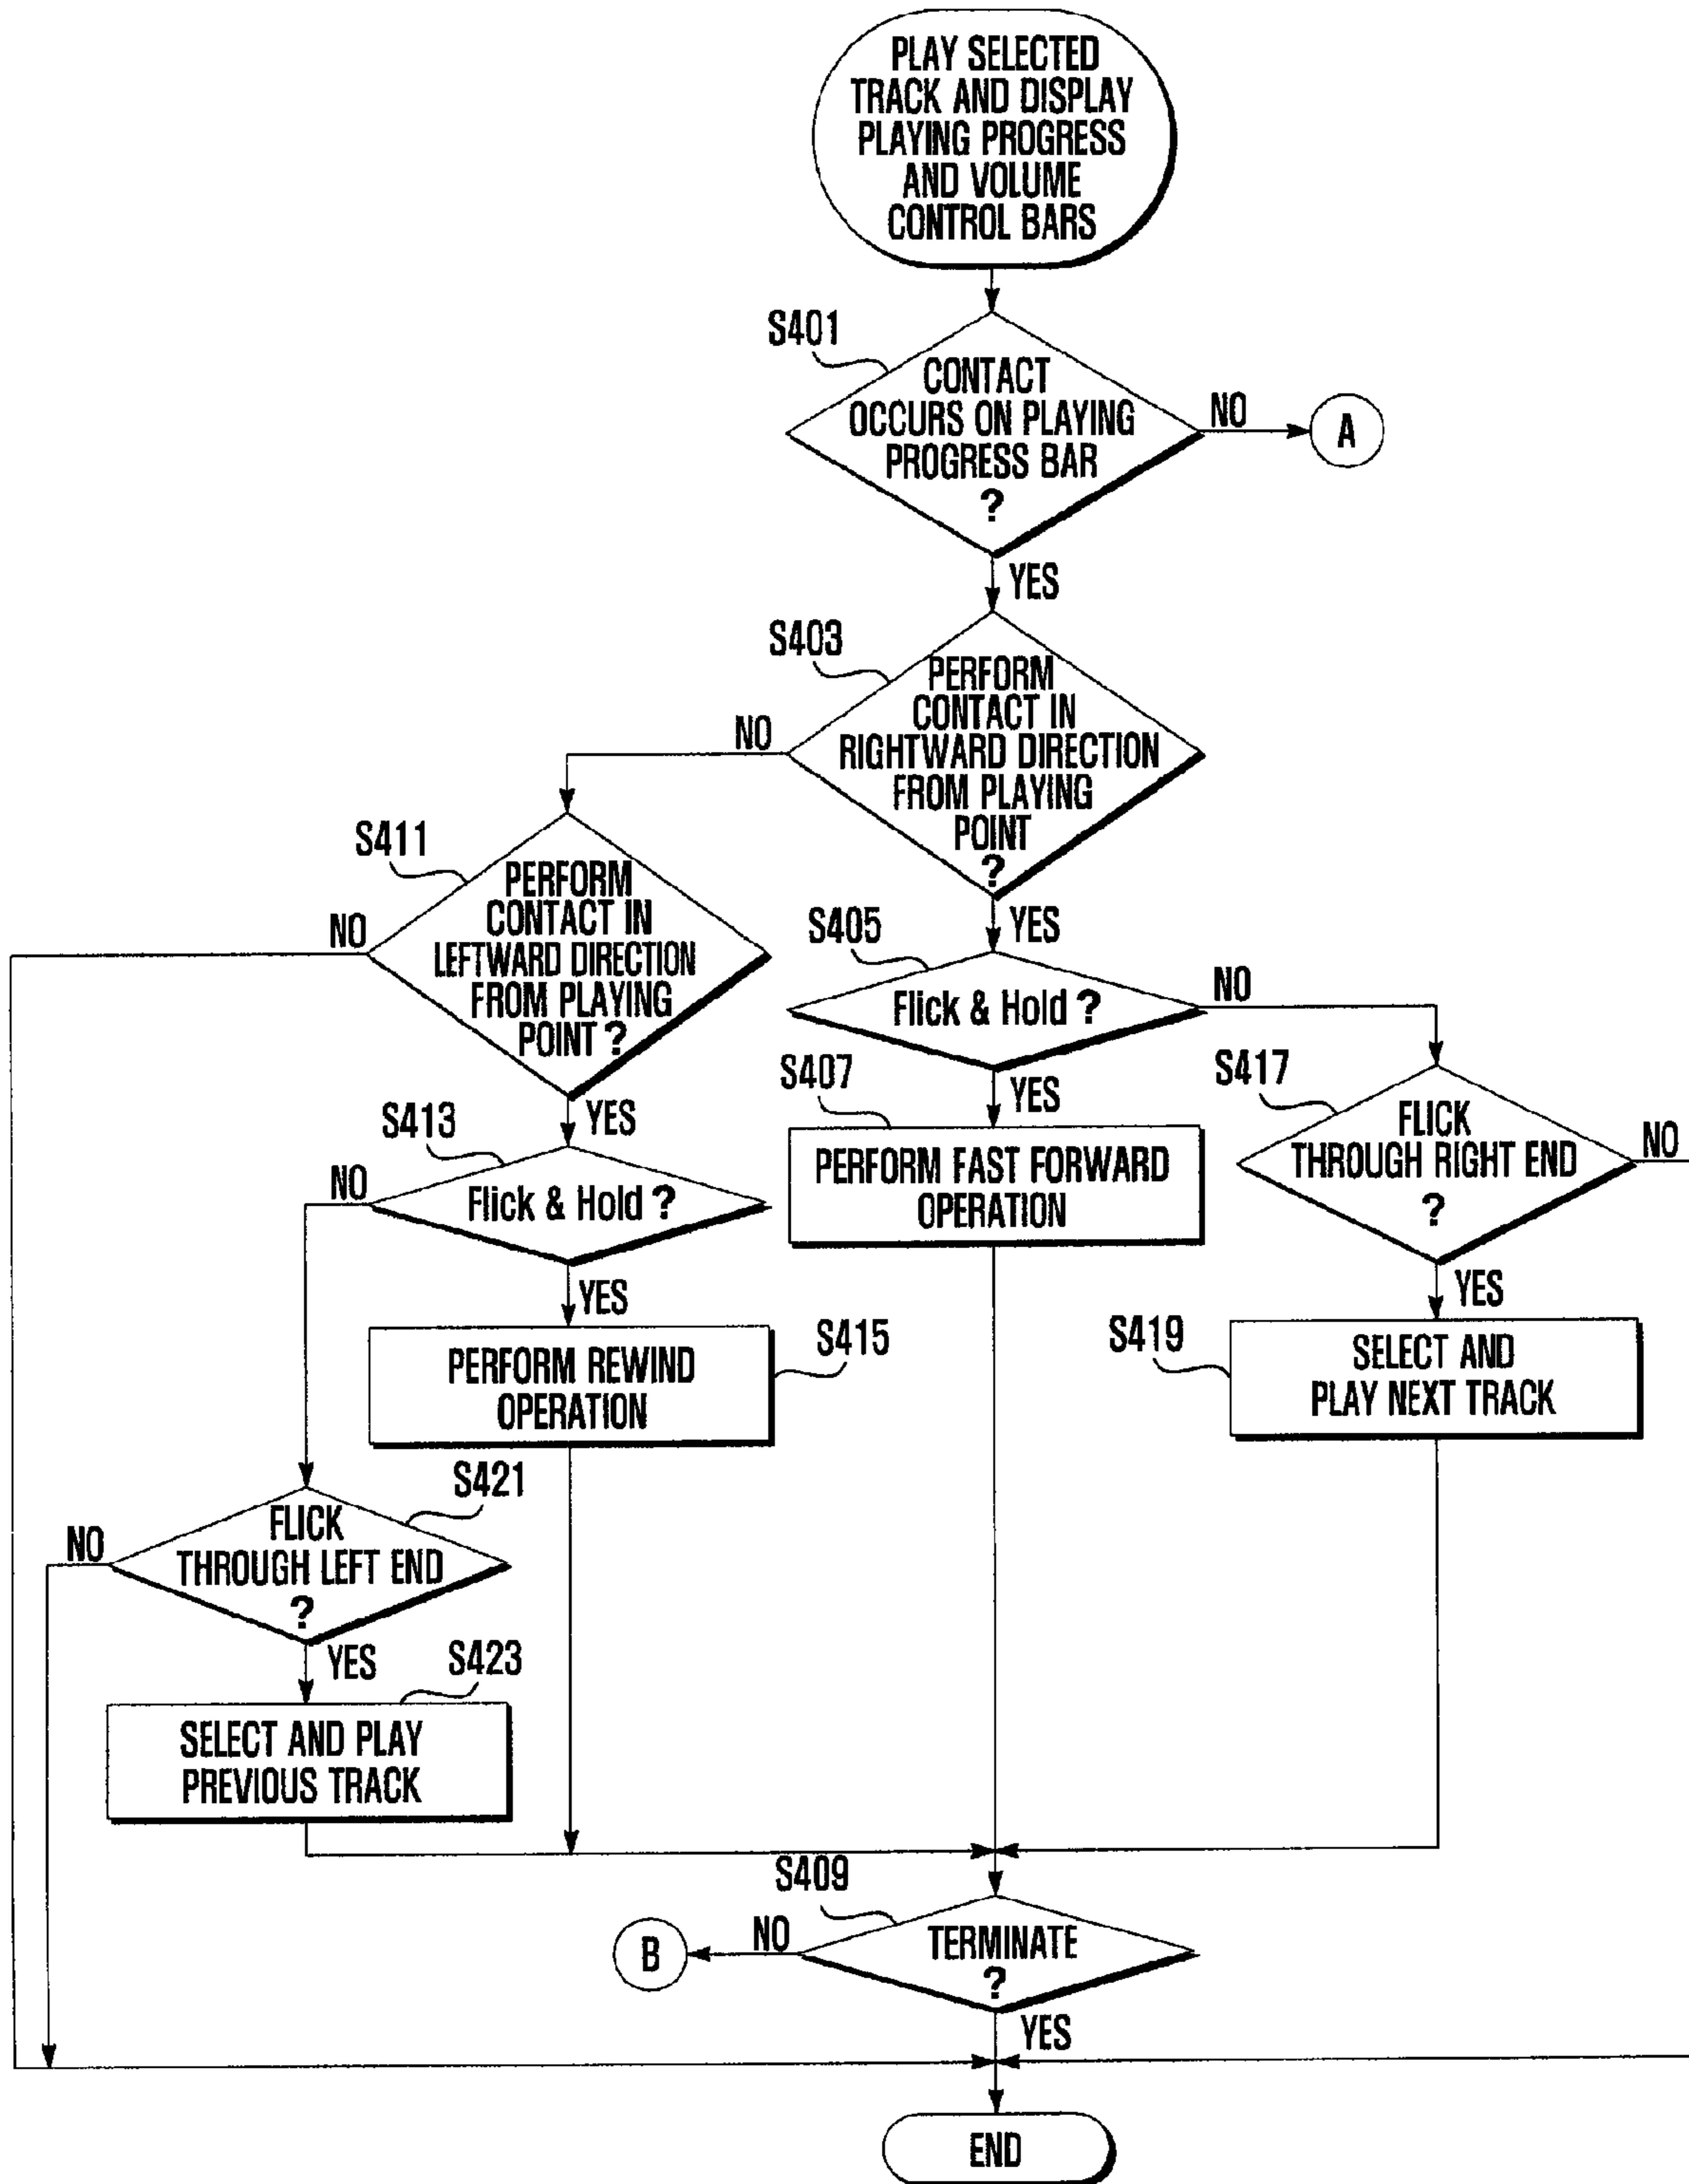 PLAY SELECTED
TRACK AND DISPLAY
PLAYING PROGRESS
AND VOLUME
CONTROL BARS
S401
CONTACT
OCCURS ON PLAYING
PROGRESS BAR
?
NO
A
YES
S403
PERFORM
CONTACT IN
RIGHTWARD DIRECTION
FROM PLAYING
POINT
?
NO
YES
S411
PERFORM
CONTACT IN
LEFTWARD DIRECTION
FROM PLAYING
POINT ?
NO
YES
S405
Flick & Hold ?
NO
YES
S407
PERFORM FAST FORWARD
OPERATION
S417
FLICK
THROUGH RIGHT END
?
NO
YES
S413
Flick & Hold ?
NO
YES
S415
PERFORM REWIND
OPERATION
S419
SELECT AND
PLAY NEXT TRACK
S421
FLICK
THROUGH LEFT END
?
NO
YES
S423
SELECT AND PLAY
PREVIOUS TRACK
S409
TERMINATE
?
NO
B
YES
END